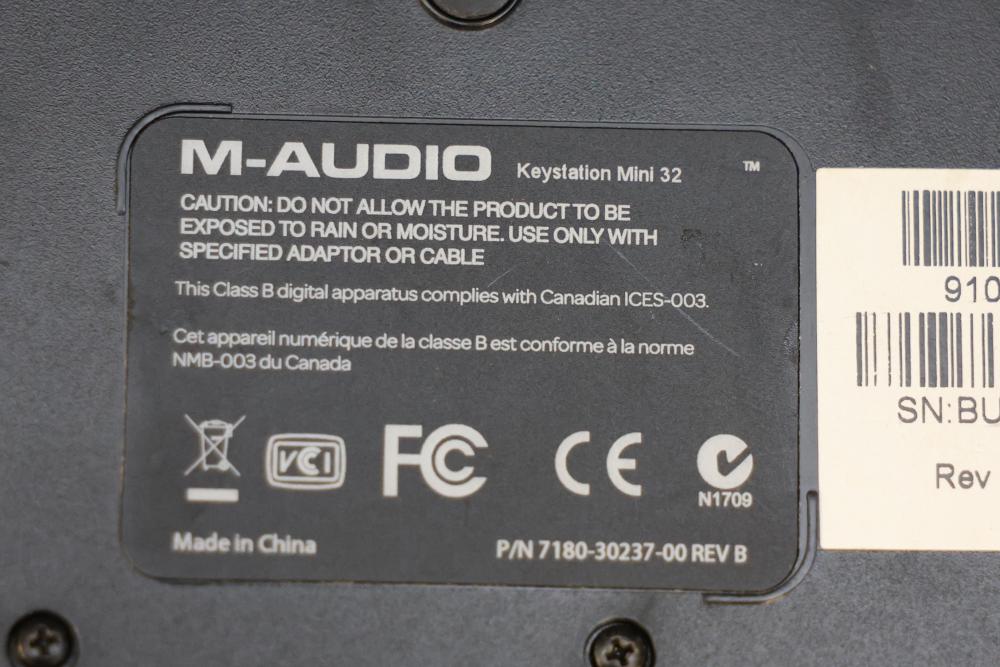 M-AUDIO Keystation Mini 32 ™
CAUTION: DO NOT ALLOW THE PRODUCT TO BE
EXPOSED TO RAIN OR MOISTURE. USE ONLY WITH
SPECIFIED ADAPTOR OR CABLE
This Class B digital apparatus complies with Canadian ICES-003.
Cet appareil numérique de la classe B est conforme à la norme
NMB-003 du Canada
VCI FC CE
N1709
Made in China P/N 7180-30237-00 REV B
910
SN:BU
Rev